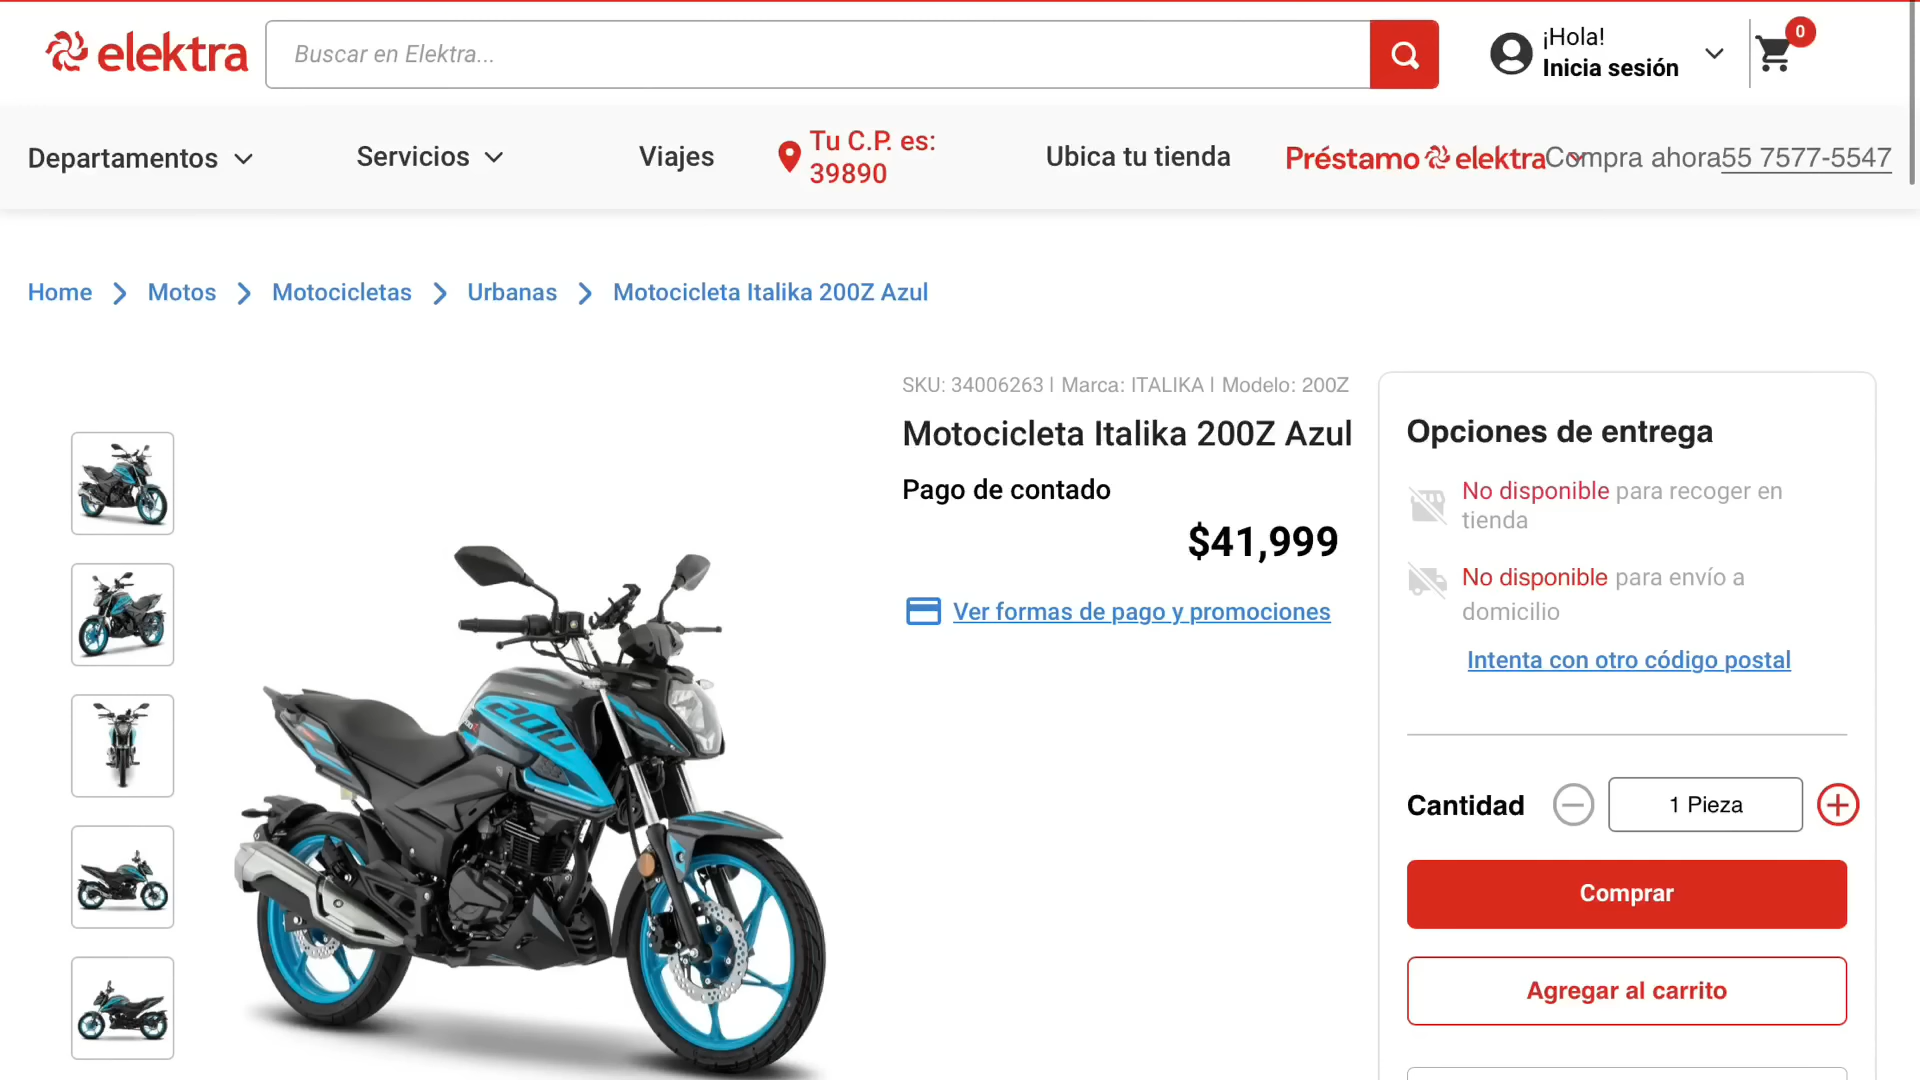 elektra
Buscar en Elektra...
¡Hola!
Inicia sesión
0
Departamentos
Servicios
Viajes
Tu C.P. es:
39890
Ubica tu tienda
Préstamo elektra
Compra ahora 55 7577-5547
Home
Motos
Motocicletas
Urbanas
Motocicleta Italika 200Z Azul
SKU: 34006263 | Marca: ITALIKA | Modelo: 200Z
Motocicleta Italika 200Z Azul
Pago de contado
$41,999
Ver formas de pago y promociones
200
Opciones de entrega
No disponible para recoger en
tienda
No disponible para envío a
domicilio
Intenta con otro código postal
Cantidad
1 Pieza
Comprar
Agregar al carrito